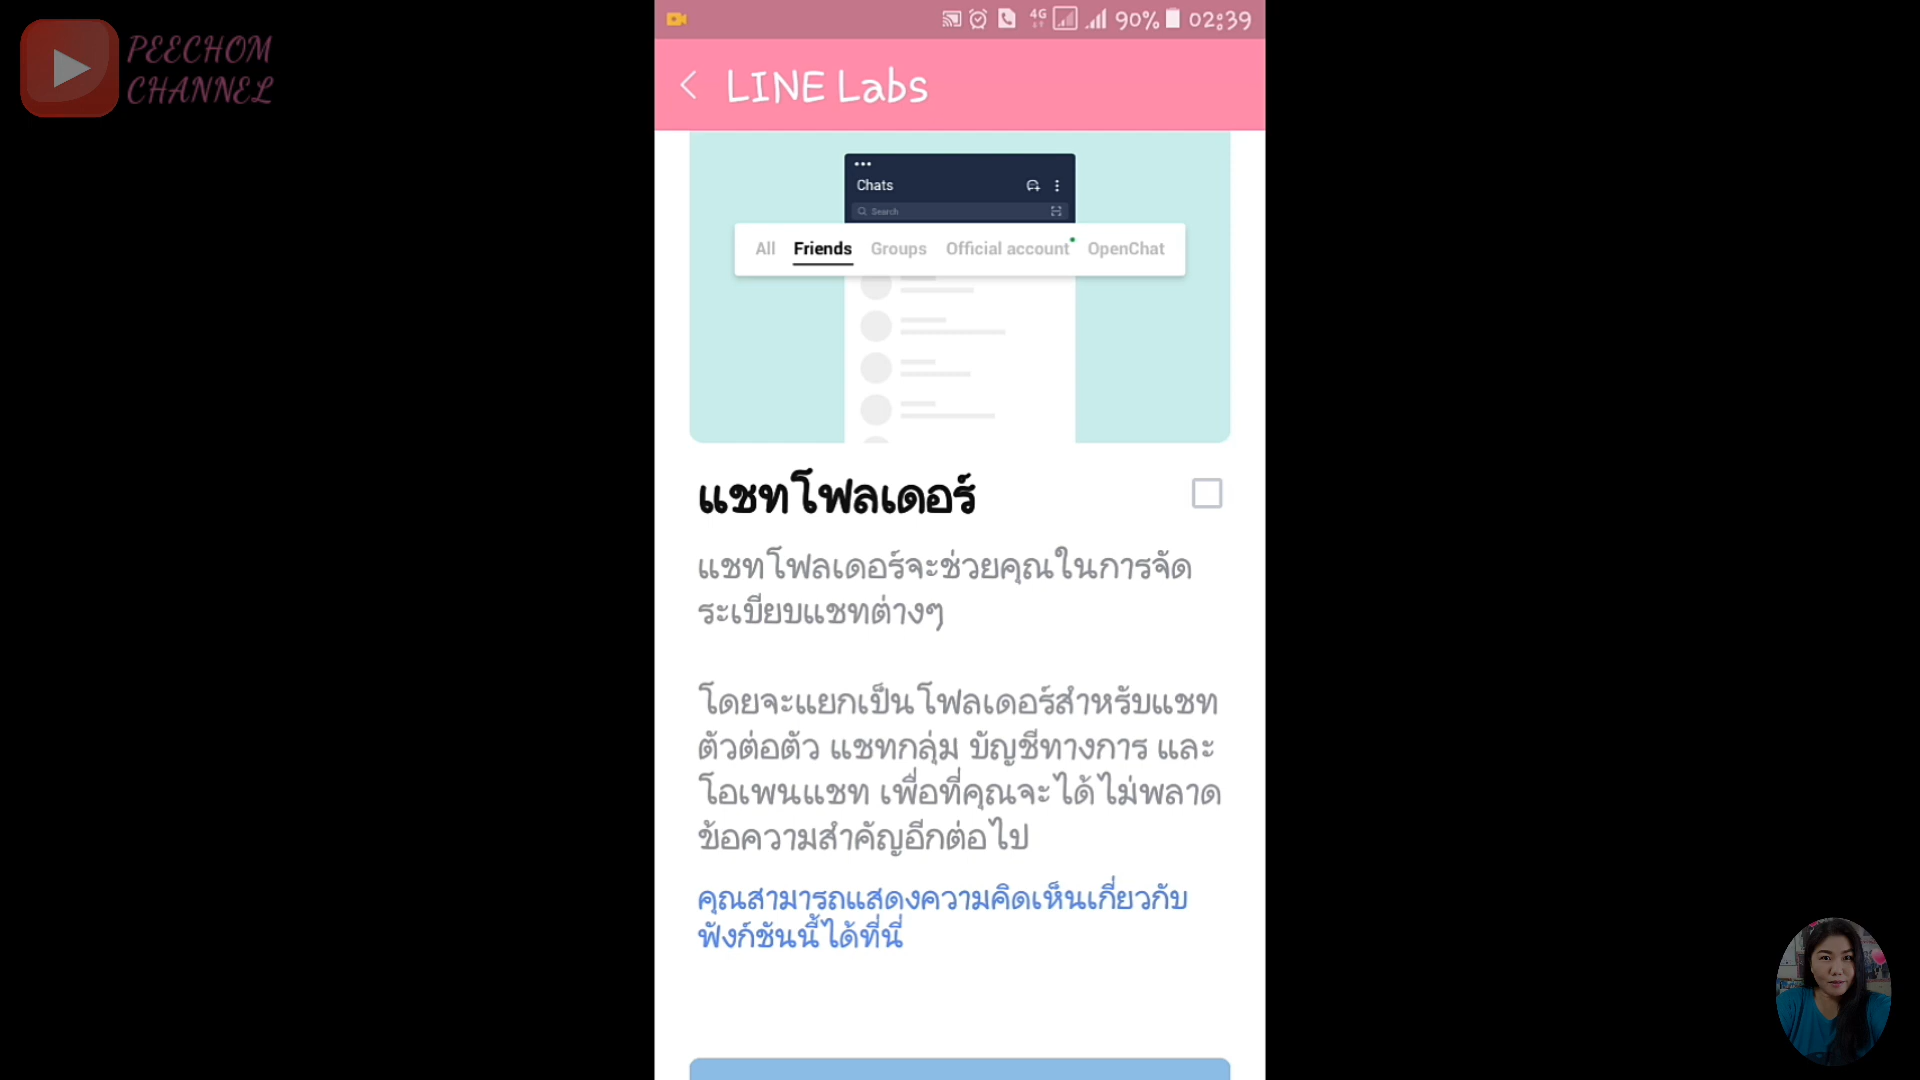 PEECHOM
CHANNEL
4G 90% 02:39
LINE Labs
Chats
Search
All Friends Groups Official account OpenChat
แชทโฟลเดอร์
แชทโฟลเดอร์จะช่วยคุณในการจัด
ระเบียบแชทต่างๆ
โดยจะแยกเป็นโฟลเดอร์สำหรับแชท
ตัวต่อตัว แชทกลุ่ม บัญชีทางการ และ
โอเพนแชท เพื่อที่คุณจะได้ไม่พลาด
ข้อความสำคัญอีกต่อไป
คุณสามารถแสดงความคิดเห็นเกี่ยวกับ
ฟังก์ชันนี้ได้ที่นี่